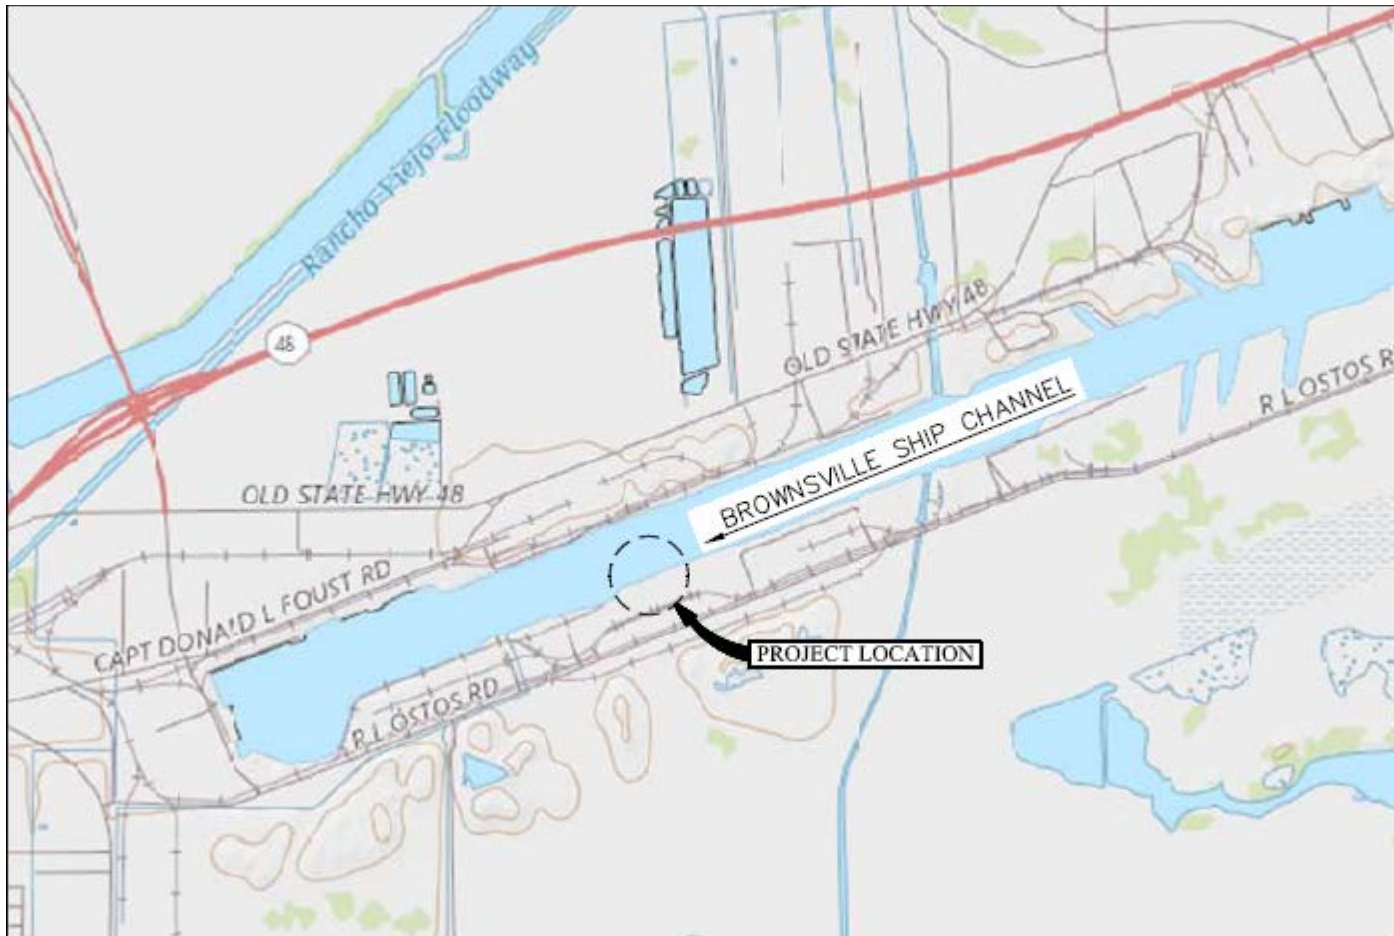 Rancho Viejo Floodway
48
OLD STATE HWY 48
BROWNSVILLE SHIP CHANNEL
R L OSTOS R
OLD STATE HWY 48
CAPT DONALD L FOUST RD
PROJECT LOCATION
R L OSTOS RD